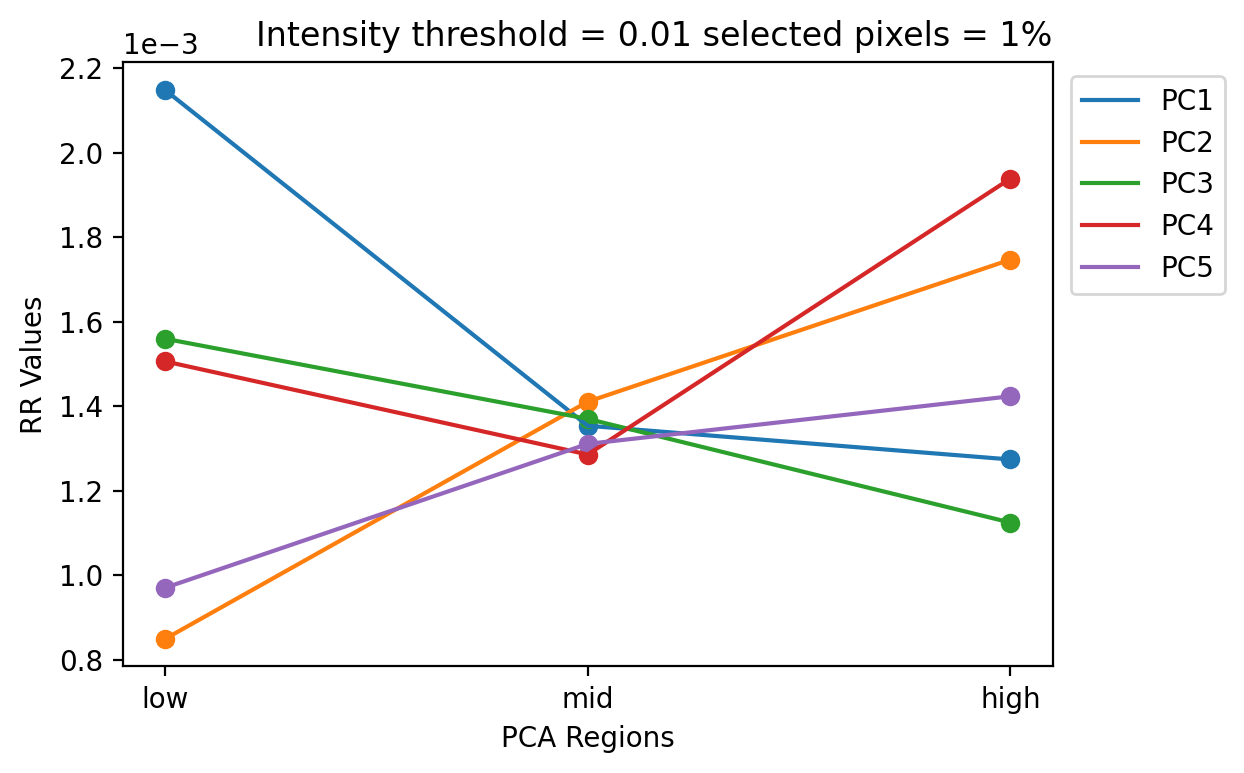 Intensity threshold = 0.01 selected pixels = 1%
1e−3
2.2
2.0
1.8
1.6
1.4
1.2
1.0
0.8
RR Values
low mid high
PCA Regions
PC1
PC2
PC3
PC4
PC5